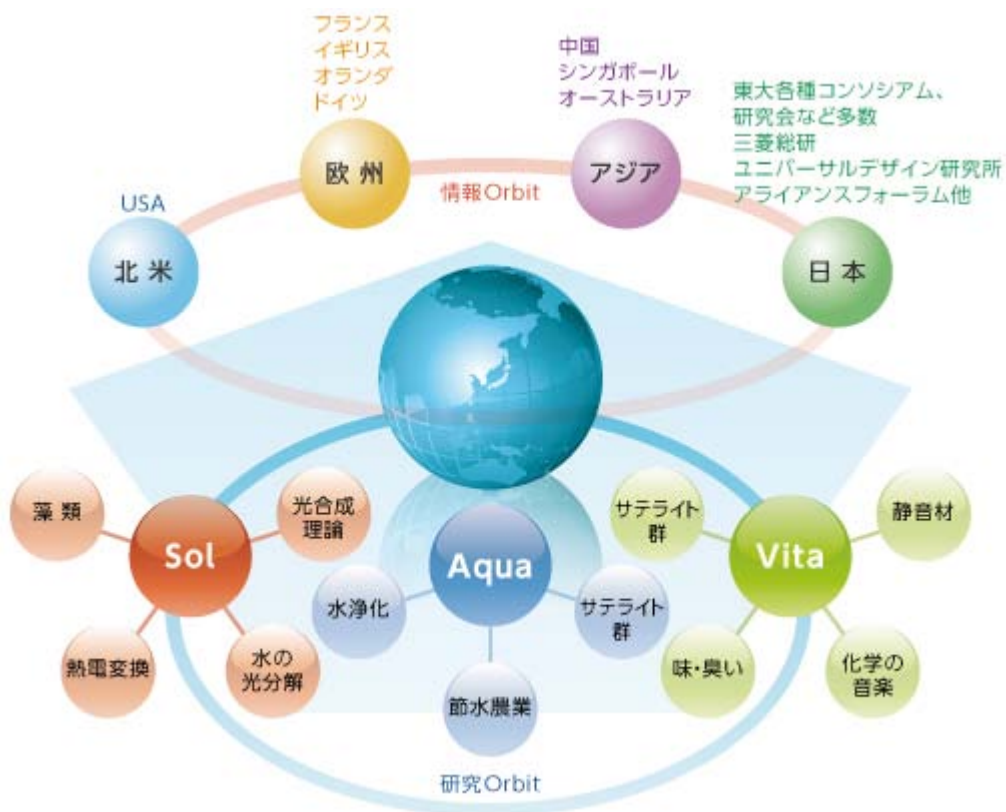 フランス
イギリス
オランダ
ドイツ
欧州
中国
シンガポール
オーストラリア
アジア
東大各種コンソシアム、
研究会など多数
三菱総研
ユニバーサルデザイン研究所
アライアンスフォーラム他
日本
USA
北米
情報Orbit
藻類
光合成
理論
Sol
熱電変換
水の
光分解
Aqua
水浄化
サテライト
群
節水農業
サテライト
群
Vita
静音材
味・臭い
化学の
音楽
研究Orbit